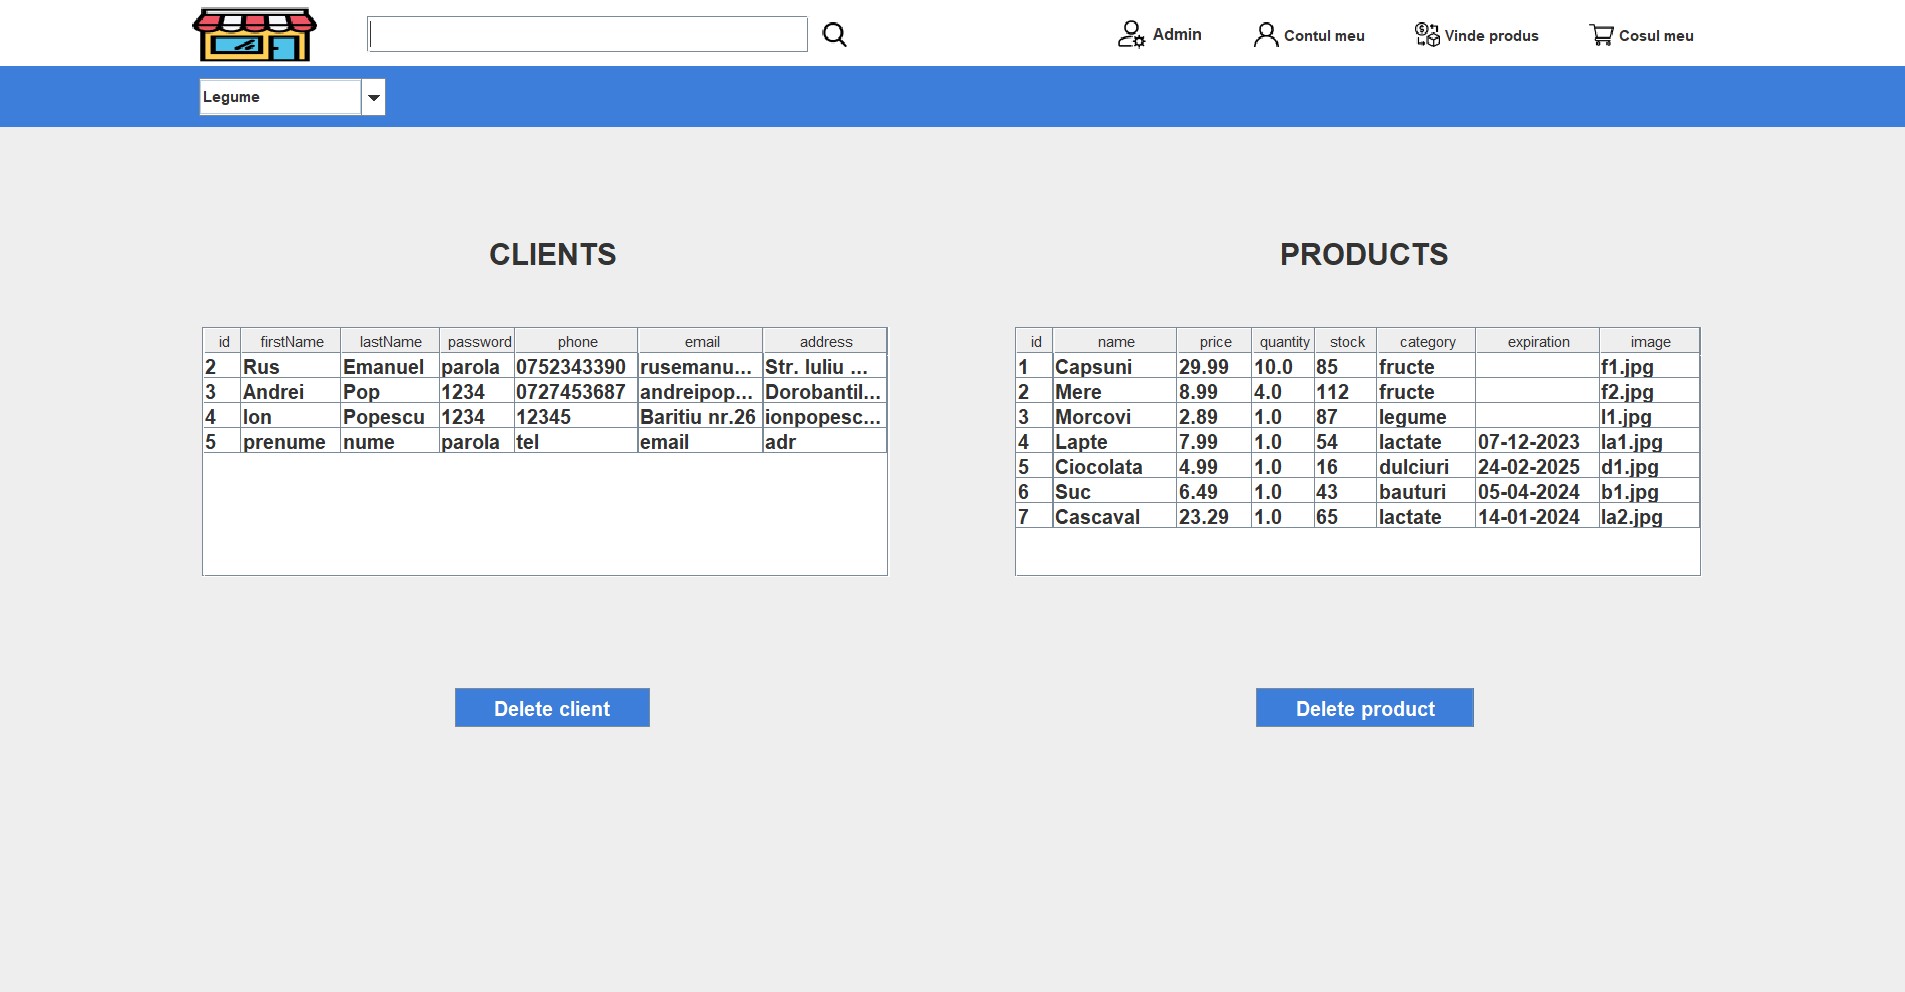 Admin Contul meu Vinde produs Cosul meu
Legume
CLIENTS
id firstName lastName password phone email address
2 Rus Emanuel parola 0752343390 rusemanu... Str. Iuliu ...
3 Andrei Pop 1234 0727453687 andreipop... Dorobantil...
4 Ion Popescu 1234 12345 Baritiu nr.26 ionpopesc...
5 prenume nume parola tel email adr
Delete client
PRODUCTS
id name price quantity stock category expiration image
1 Capsuni 29.99 10.0 85 fructe f1.jpg
2 Mere 8.99 4.0 112 fructe f2.jpg
3 Morcovi 2.89 1.0 87 legume l1.jpg
4 Lapte 7.99 1.0 54 lactate 07-12-2023 la1.jpg
5 Ciocolata 4.99 1.0 16 dulciuri 24-02-2025 d1.jpg
6 Suc 6.49 1.0 43 bauturi 05-04-2024 b1.jpg
7 Cascaval 23.29 1.0 65 lactate 14-01-2024 la2.jpg
Delete product